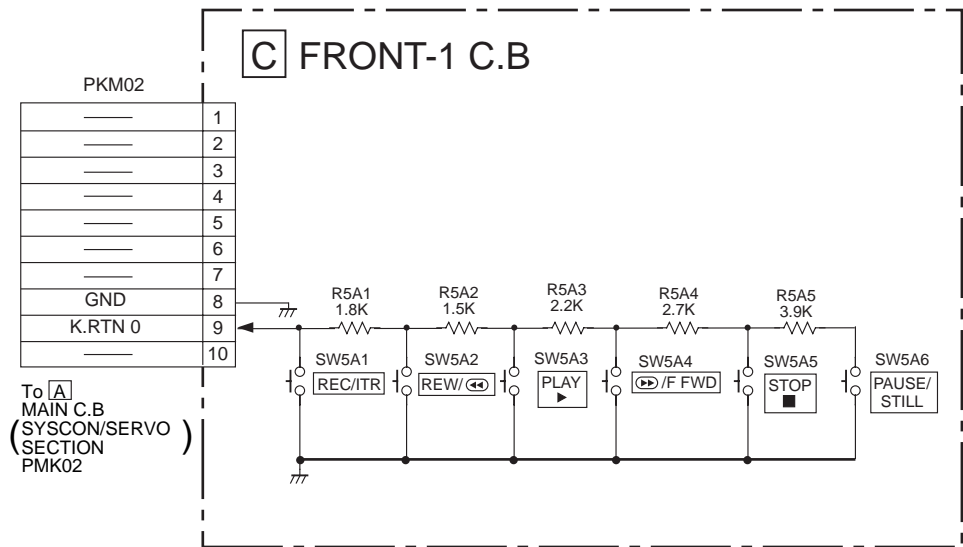 C FRONT-1 C.B
PKM02
1
2
3
4
5
6
7
GND 8
K.RTN 0 9
10
R5A1
1.8K
R5A2
1.5K
R5A3
2.2K
R5A4
2.7K
R5A5
3.9K
SW5A1
REC/ITR
SW5A2
REW/
SW5A3
PLAY
SW5A4
/F FWD
SW5A5
STOP
SW5A6
PAUSE/
STILL
To A
MAIN C.B
(SYSCON/SERVO
SECTION)
PMK02